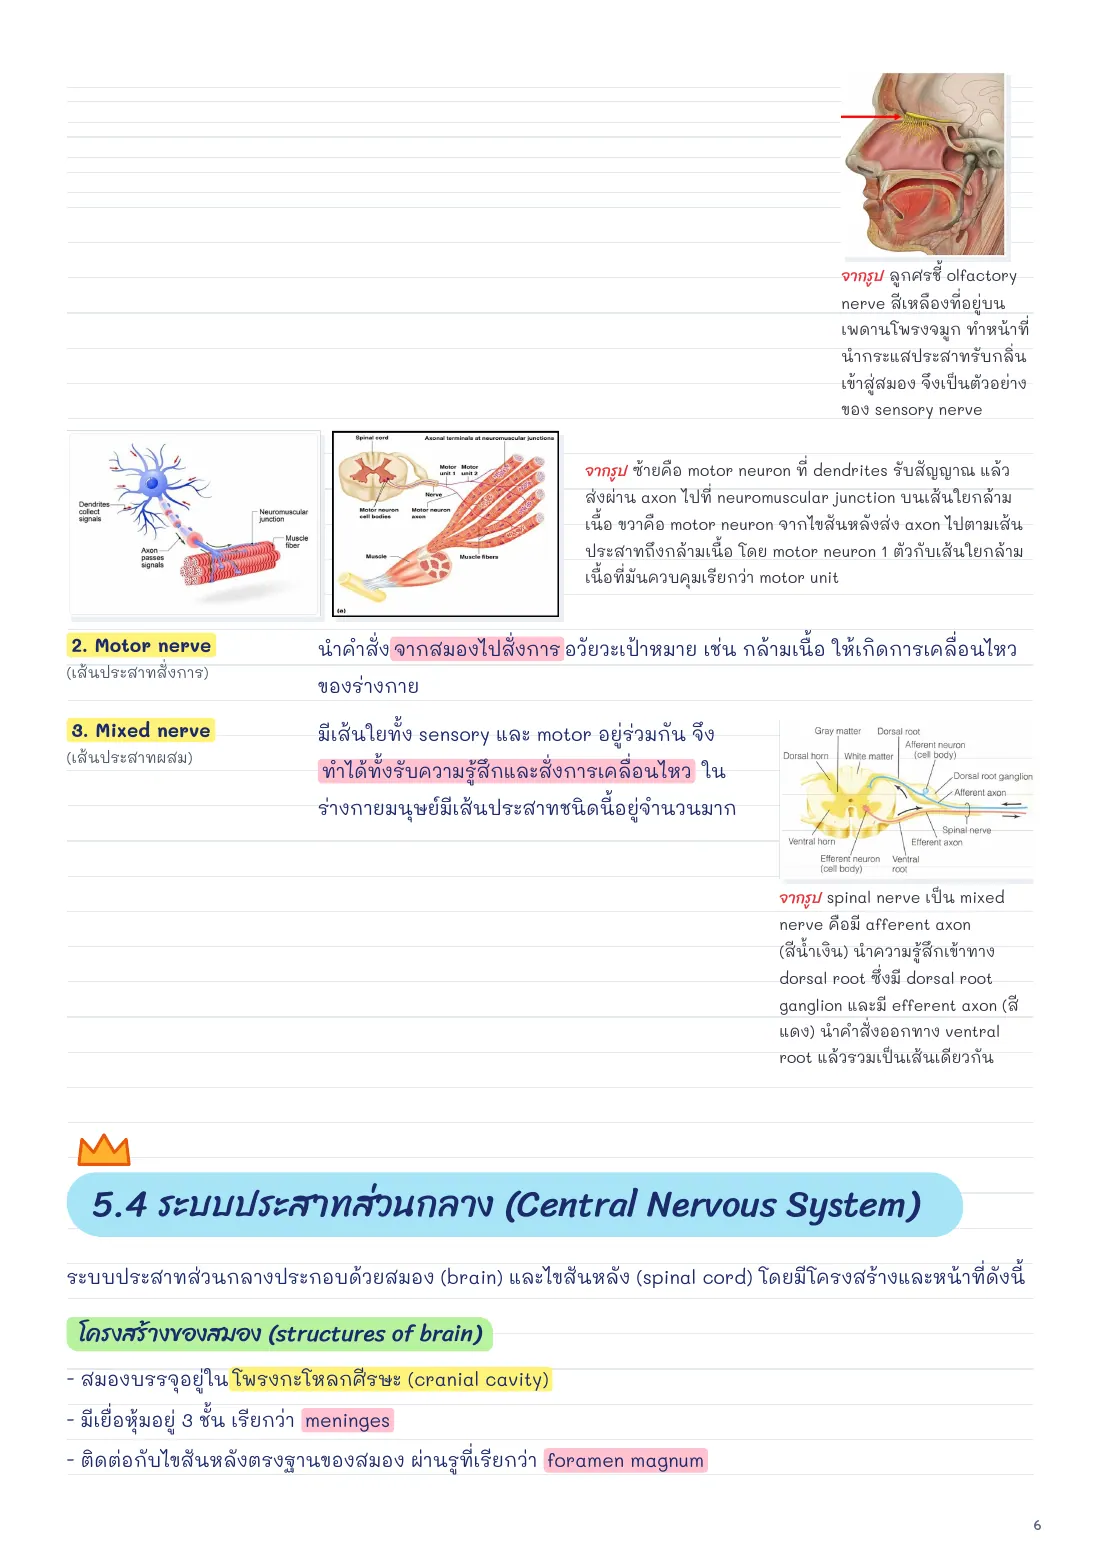 จากรูป ลูกศรชี้ olfactory
nerve สีเหลืองที่อยู่บน
เพดานโพรงจมูก ทำหน้าที่
นำกระแสประสาทรับกลิ่น
เข้าสู่สมอง จึงเป็นตัวอย่าง
ของ sensory nerve
Dendrites
collect
signals
Axon
passes
signals
Neuromuscular
junction
Muscle
fiber
Spinal cord
Axonal terminals at neuromuscular junctions
Motor
unit 1
Motor
unit 2
Nerve
Motor neuron
cell bodies
Motor neuron
axon
Muscle
Muscle fibers
(a)
จากรูป ซ้ายคือ motor neuron ที่ dendrites รับสัญญาณ แล้ว
ส่งผ่าน axon ไปที่ neuromuscular junction บนเส้นใยกล้าม
เนื้อ ขวาคือ motor neuron จากไขสันหลังส่ง axon ไปตามเส้น
ประสาทถึงกล้ามเนื้อ โดย motor neuron 1 ตัวกับเส้นใยกล้าม
เนื้อที่มันควบคุมเรียกว่า motor unit
2. Motor nerve
(เส้นประสาทสั่งการ)
นำคำสั่งจากสมองไปสั่งการอวัยวะเป้าหมาย เช่น กล้ามเนื้อ ให้เกิดการเคลื่อนไหว
ของร่างกาย
3. Mixed nerve
(เส้นประสาทผสม)
มีเส้นใยทั้ง sensory และ motor อยู่ร่วมกัน จึง
ทำได้ทั้งรับความรู้สึกและสั่งการเคลื่อนไหว ใน
ร่างกายมนุษย์มีเส้นประสาทชนิดนี้อยู่จำนวนมาก
Gray matter
Dorsal root
Afferent neuron
(cell body)
Dorsal horn
White matter
Dorsal root ganglion
Afferent axon
Spinal nerve
Ventral horn
Efferent axon
Efferent neuron
(cell body)
Ventral
root
จากรูป spinal nerve เป็น mixed
nerve คือมี afferent axon
(สีน้ำเงิน) นำความรู้สึกเข้าทาง
dorsal root ซึ่งมี dorsal root
ganglion และมี efferent axon (สี
แดง) นำคำสั่งออกทาง ventral
root แล้วรวมเป็นเส้นเดียวกัน
5.4 ระบบประสาทส่วนกลาง (Central Nervous System)
ระบบประสาทส่วนกลางประกอบด้วยสมอง (brain) และไขสันหลัง (spinal cord) โดยมีโครงสร้างและหน้าที่ดังนี้
โครงสร้างของสมอง (structures of brain)
- สมองบรรจุอยู่ในโพรงกะโหลกศีรษะ (cranial cavity)
- มีเยื่อหุ้มอยู่ 3 ชั้น เรียกว่า meninges
- ติดต่อกับไขสันหลังตรงฐานของสมอง ผ่านรูที่เรียกว่า foramen magnum
6